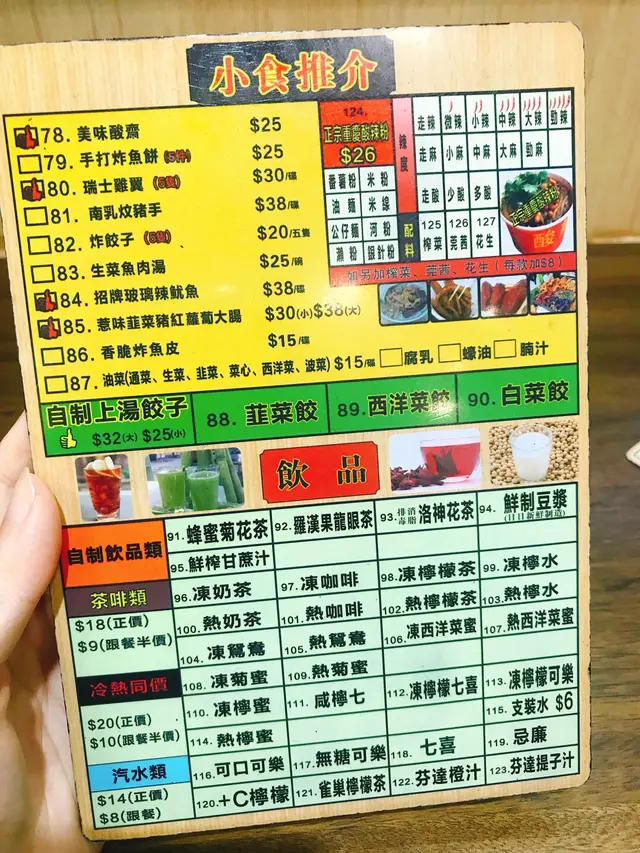 小食推介
78. 美味酸齋 $25
79. 手打炸魚餅 (5件) $25
80. 瑞士雞翼 (6隻) $30/碟
81. 南乳炆豬手 $38/碟
82. 炸餃子 (6隻) $20/五隻
83. 生菜魚肉湯 $25/碗
84. 招牌玻璃辣魷魚 $38/碟
85. 惹味韮菜豬紅蘿蔔大腸 $30(小)$38(大)
86. 香脆炸魚皮 $15/碟
87. 油菜(通菜、生菜、韮菜、菜心、西洋菜、波菜) $15/碟 腐乳 蠔油 腩汁
124.
正宗重慶酸辣粉
$26
番薯粉 米粉
油麵 米線
公仔麵 河粉
瀨粉 銀針粉
辣度
走辣 微辣 小辣 中辣 大辣 勁辣
走麻 小麻 中麻 大麻 勁麻
走酸 少酸 多酸
配料
125 榨菜
126 莞茜
127 花生
正宗重慶酸辣粉
如另加榨菜、莞茜、花生(每款加$8)
自制上湯餃子
$32(大) $25(小)
88. 韮菜餃
89. 西洋菜餃
90. 白菜餃
飲品
自制飲品類
91. 蜂蜜菊花茶
92. 羅漢果龍眼茶
93. 排毒消脂洛神花茶
94. 鮮制豆漿
(日日新鮮制造)
95. 鮮榨甘蔗汁
茶啡類
$18(正價)
$9(跟餐半價)
96. 凍奶茶
97. 凍咖啡
98. 凍檸檬茶
99. 凍檸水
100. 熱奶茶
101. 熱咖啡
102. 熱檸檬茶
103. 熱檸水
104. 凍鴛鴦
105. 熱鴛鴦
106. 凍西洋菜蜜
107. 熱西洋菜蜜
冷熱同價
$20(正價)
$10(跟餐半價)
108. 凍菊蜜
109. 熱菊蜜
110. 凍檸蜜
111. 咸檸七
112. 凍檸檬七喜
113. 凍檸檬可樂
114. 熱檸蜜
115. 支裝水 $6
汽水類
$14(正價)
$8(跟餐)
116. 可口可樂
117. 無糖可樂
118. 七喜
119. 忌廉
120. +C檸檬
121. 雀巢檸檬茶
122. 芬達橙汁
123. 芬達提子汁